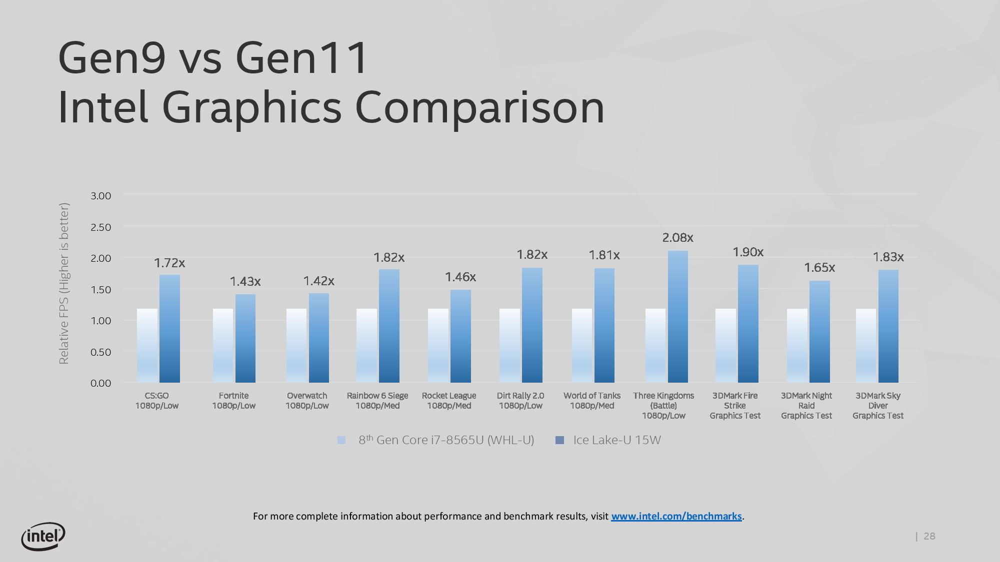 Gen9 vs Gen11
Intel Graphics Comparison
Relative FPS (Higher is better)
3.00
2.50
2.00
1.50
1.00
0.50
0.00
1.72x
1.43x
1.42x
1.82x
1.46x
1.82x
1.81x
2.08x
1.90x
1.65x
1.83x
CS:GO
1080p/Low
Fortnite
1080p/Low
Overwatch
1080p/Low
Rainbow 6 Siege
1080p/Med
Rocket League
1080p/Med
Dirt Rally 2.0
1080p/Low
World of Tanks
1080p/Med
Three Kingdoms
(Battle)
1080p/Low
3DMark Fire
Strike
Graphics Test
3DMark Night
Raid
Graphics Test
3DMark Sky
Diver
Graphics Test
8th Gen Core i7-8565U (WHL-U)
Ice Lake-U 15W
For more complete information about performance and benchmark results, visit www.intel.com/benchmarks.
intel®
| 28